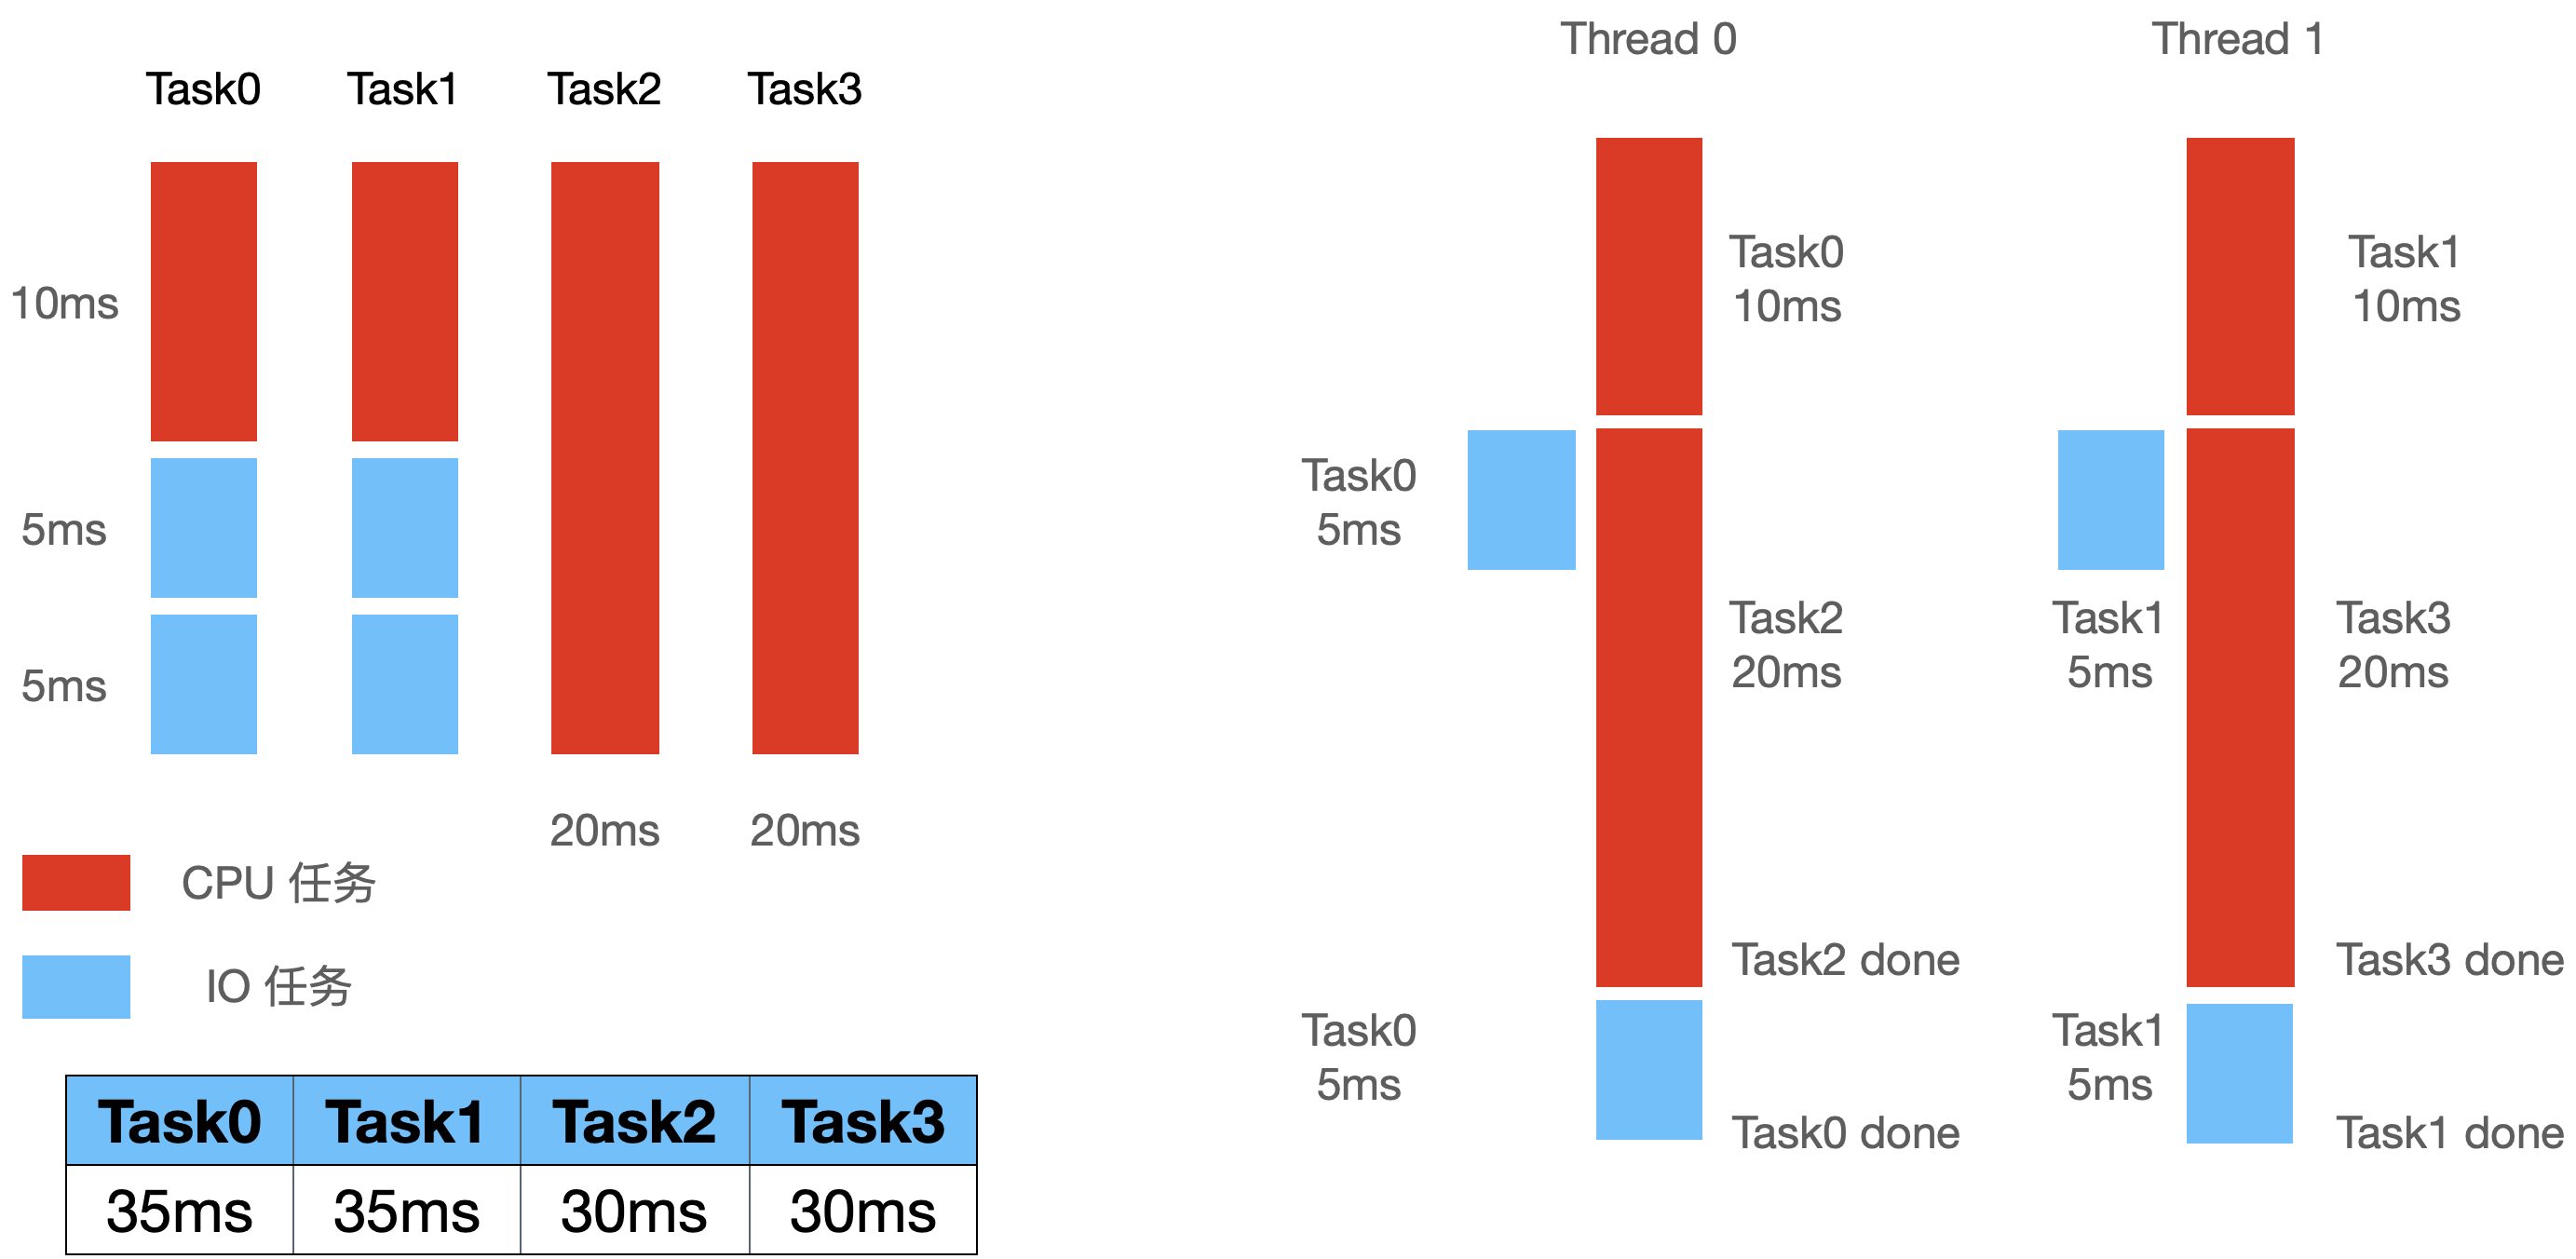 Task0 Task1 Task2 Task3
10ms
5ms
5ms
20ms 20ms
CPU 任务
IO 任务
Task0 Task1 Task2 Task3
35ms 35ms 30ms 30ms
Thread 0
Task0
10ms
Task0
5ms
Task2
20ms
Task2 done
Task0
5ms
Task0 done
Thread 1
Task1
10ms
Task1
5ms
Task3
20ms
Task3 done
Task1
5ms
Task1 done